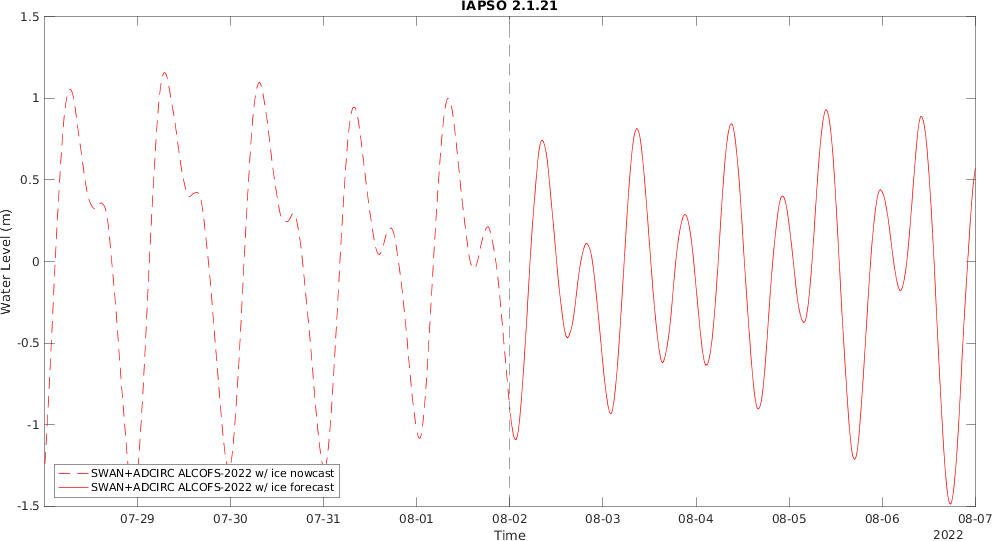 IAPSO 2.1.21
1.5
1
0.5
0
-0.5
-1
-1.5
Water Level (m)
SWAN+ADCIRC ALCOFS-2022 w/ ice nowcast
SWAN+ADCIRC ALCOFS-2022 w/ ice forecast
07-29 07-30 07-31 08-01 08-02 08-03 08-04 08-05 08-06 08-07
Time
2022